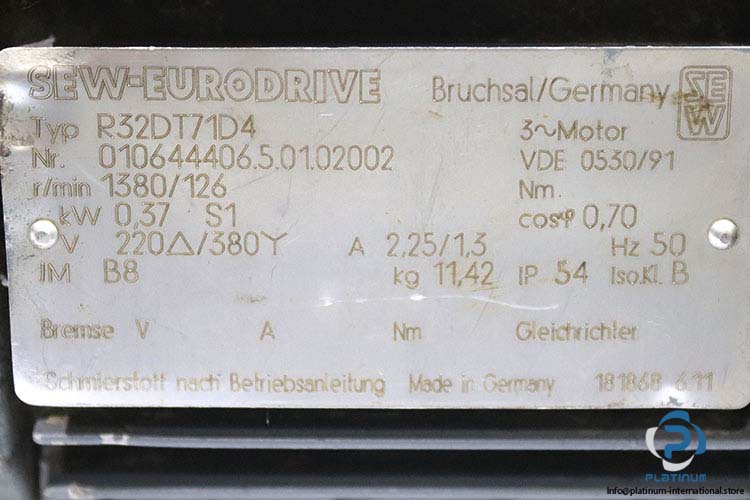 SEW-EURODRIVE Bruchsal/Germany SEW
Typ R32DT71D4 3~Motor
Nr. 010644406.5.01.02002 VDE 0530/91
r/min 1380/126 Nm
kW 0,37 S1 cosφ 0,70
V 220Δ/380Y A 2,25/1,3 Hz 50
IM B8 kg 11,42 IP 54 Iso.Kl. B
Bremse V A Nm Gleichrichter
Schmierstoff nach Betriebsanleitung Made in Germany 181868 6.11
PLATINUM
info@platinum-international.store